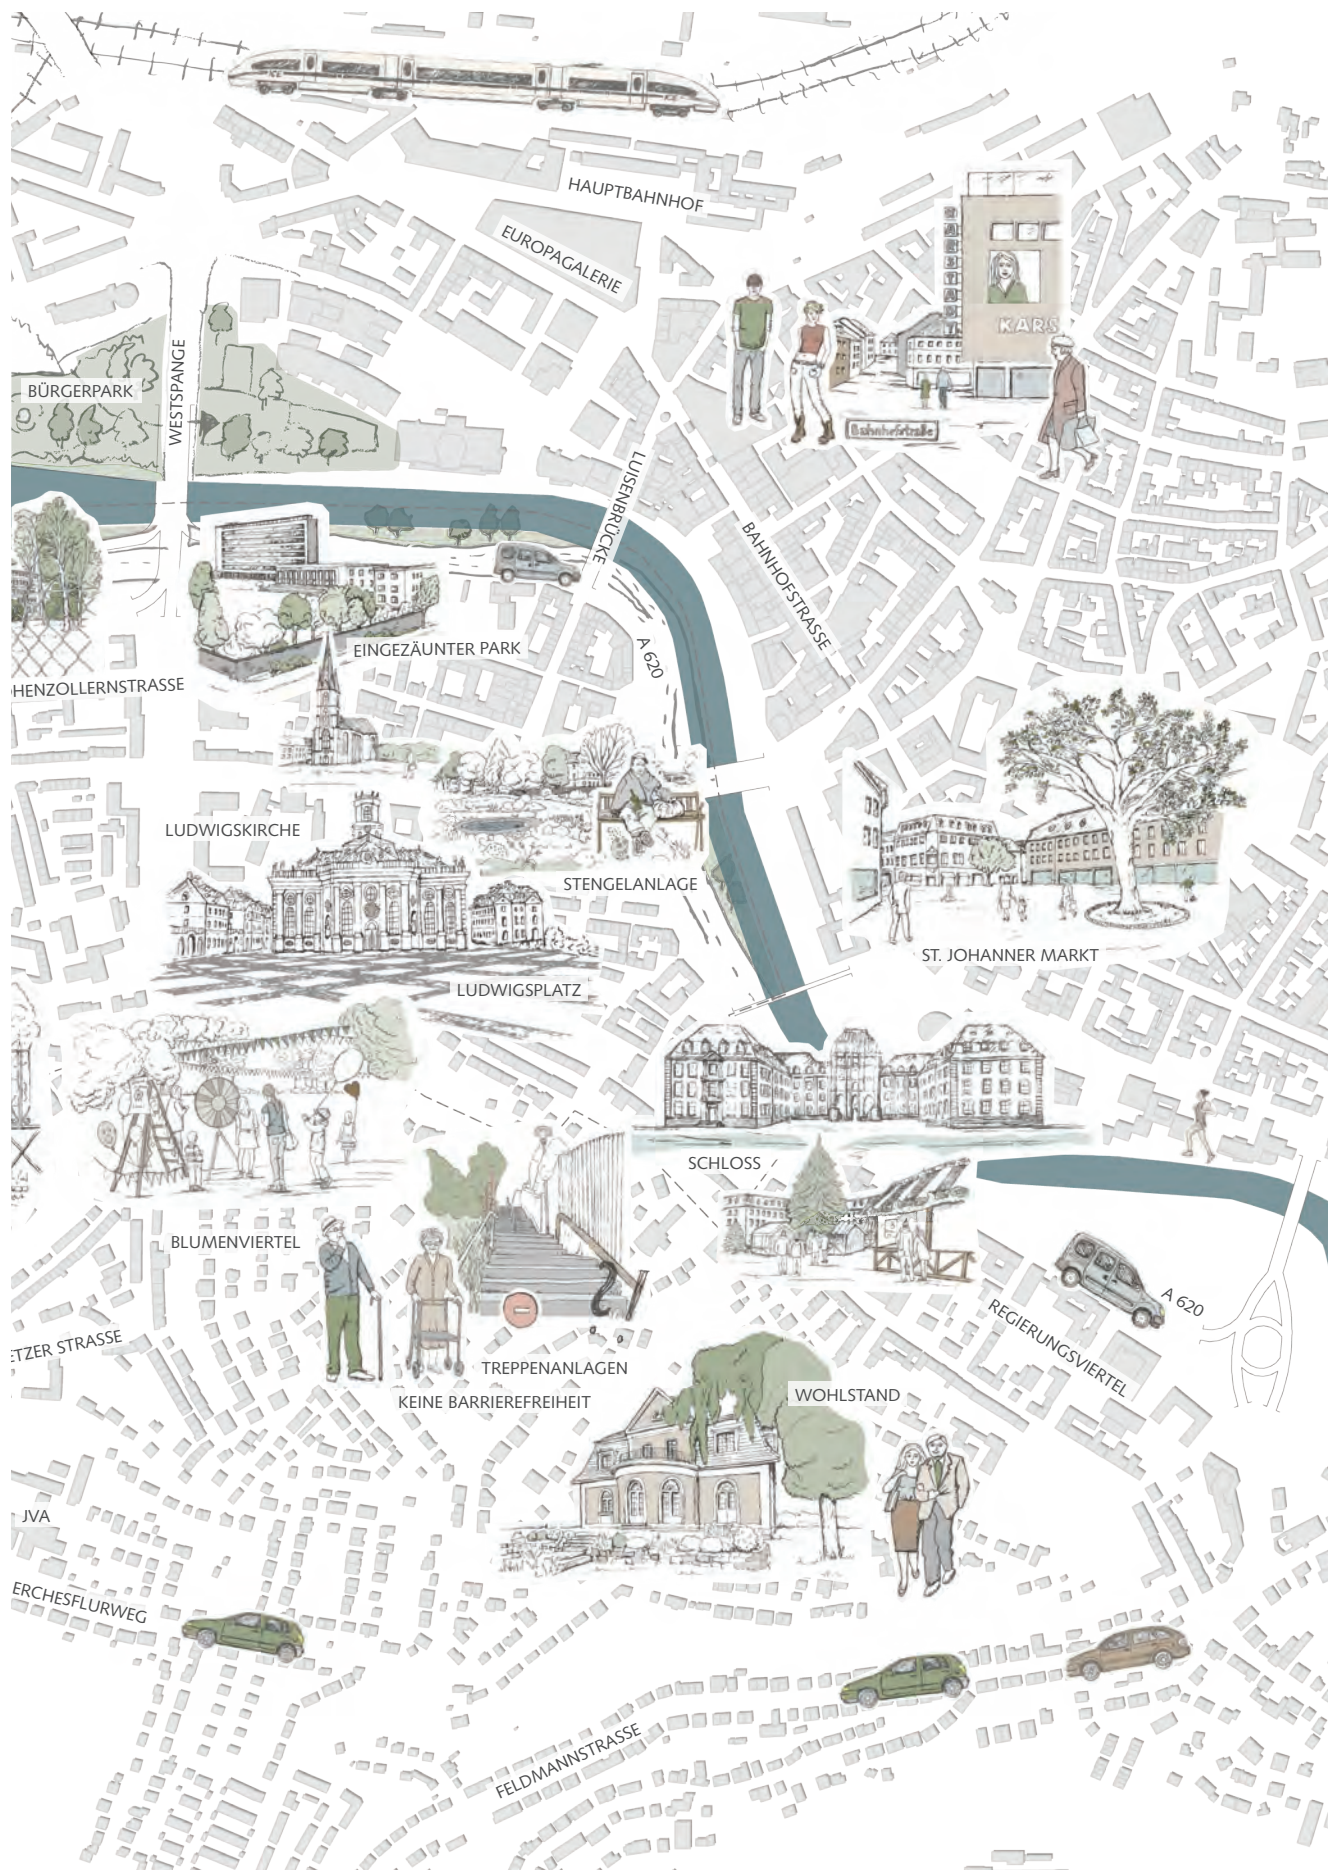 HAUPTBAHNHOF
EUROPAGALERIE
KARSTADT
KARS
BÜRGERPARK
WESTSPANGE
Bahnhofstraße
LUISENBRÜCKE
BAHNHOFSTRASSE
EINGEZÄUNTER PARK
A 620
HENZOLLERNSTRASSE
LUDWIGSKIRCHE
STENGELANLAGE
ST. JOHANNER MARKT
LUDWIGSPLATZ
SCHLOSS
BLUMENVIERTEL
A 620
REGIERUNGSVIERTEL
ETZER STRASSE
TREPPENANLAGEN
KEINE BARRIEREFREIHEIT
WOHLSTAND
JVA
ERCHESFLURWEG
FELDMANNSTRASSE